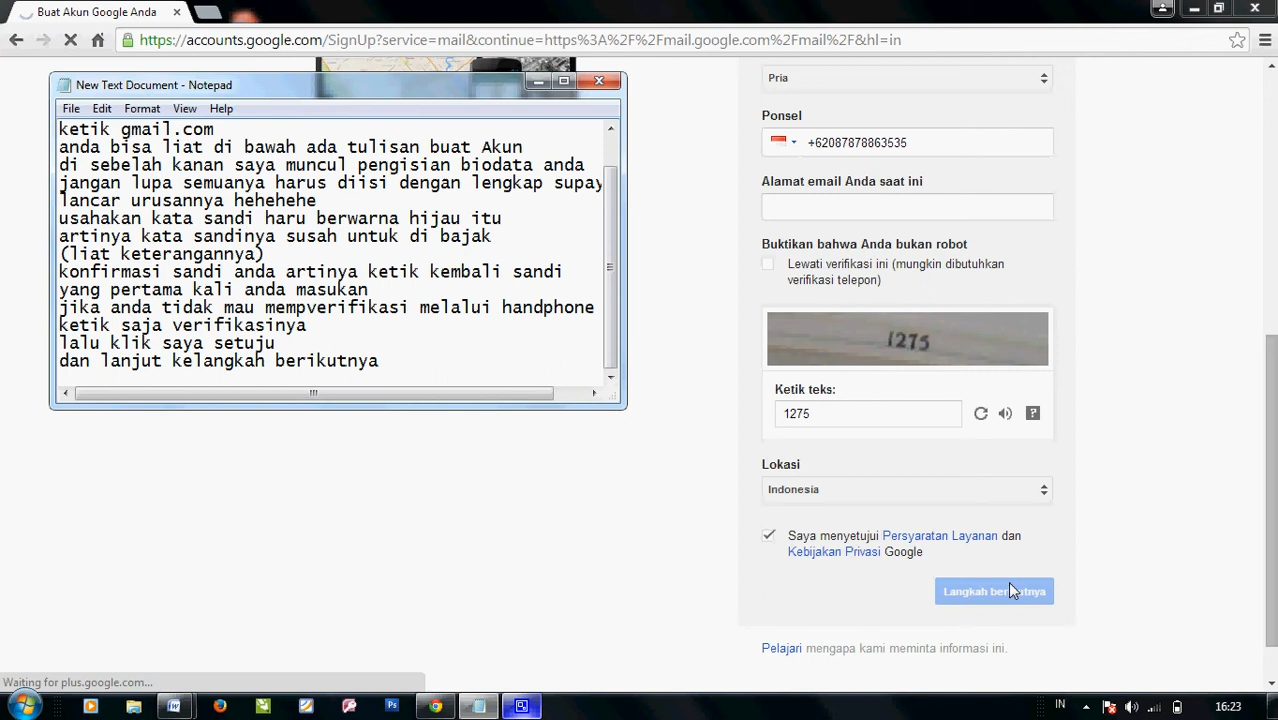 Buat Akun Google Anda
https://accounts.google.com/SignUp?service=mail&continue=https%3A%2F%2Fmail.google.com%2Fmail%2F&hl=in
New Text Document - Notepad
File Edit Format View Help
ketik gmail.com
anda bisa liat di bawah ada tulisan buat Akun
di sebelah kanan saya muncul pengisian biodata anda
jangan lupa semuanya harus diisi dengan lengkap supay
lancar urusannya hehehehe
usahakan kata sandi haru berwarna hijau itu
artinya kata sandinya susah untuk di bajak
(liat keterangannya)
konfirmasi sandi anda artinya ketik kembali sandi
yang pertama kali anda masukan
jika anda tidak mau mempverifikasi melalui handphone
ketik saja verifikasinya
lalu klik saya setuju
dan lanjut kelangkah berikutnya
Pria
Ponsel
+62087878863535
Alamat email Anda saat ini
Buktikan bahwa Anda bukan robot
Lewati verifikasi ini (mungkin dibutuhkan
verifikasi telepon)
1275
Ketik teks:
1275
?
Lokasi
Indonesia
Saya menyetujui Persyaratan Layanan dan
Kebijakan Privasi Google
Langkah berikutnya
Pelajari mengapa kami meminta informasi ini.
Waiting for plus.google.com...
W
Ps
IN
16:23